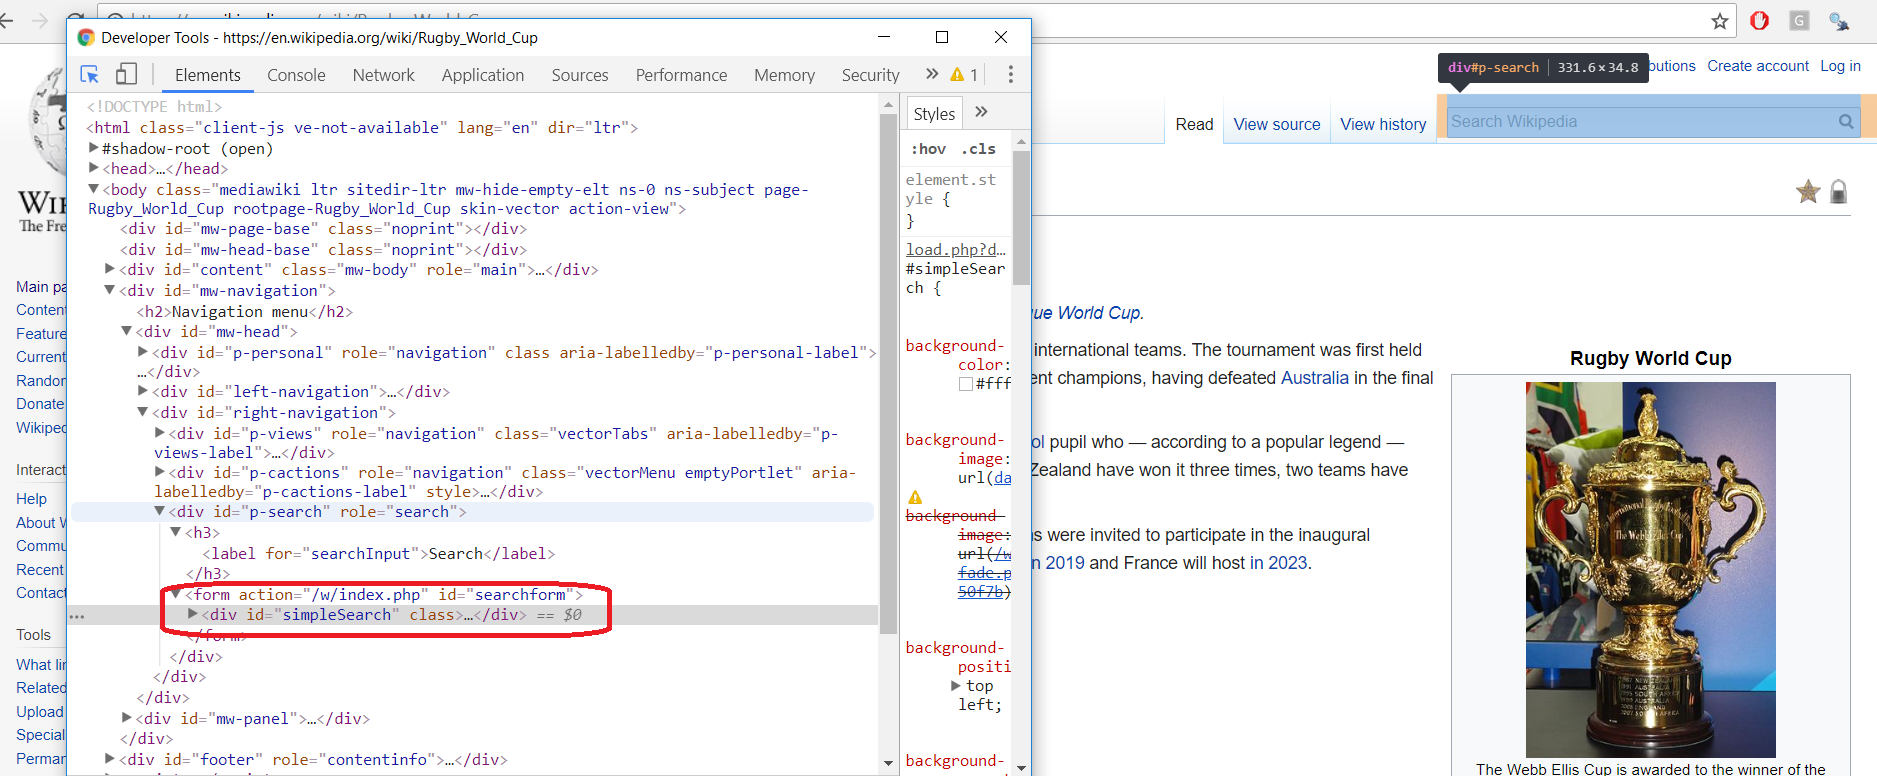 Developer Tools - https://en.wikipedia.org/wiki/Rugby_World_Cup
Elements Console Network Application Sources Performance Memory Security » 1
<!DOCTYPE html>
<html class="client-js ve-not-available" lang="en" dir="ltr">
▶#shadow-root (open)
▶<head>…</head>
▼<body class="mediawiki ltr sitedir-ltr mw-hide-empty-elt ns-0 ns-subject page-
Rugby_World_Cup rootpage-Rugby_World_Cup skin-vector action-view">
<div id="mw-page-base" class="noprint"></div>
<div id="mw-head-base" class="noprint"></div>
▶<div id="content" class="mw-body" role="main">…</div>
▼<div id="mw-navigation">
<h2>Navigation menu</h2>
▼<div id="mw-head">
▶<div id="p-personal" role="navigation" class aria-labelledby="p-personal-label">
…</div>
▶<div id="left-navigation">…</div>
▼<div id="right-navigation">
▶<div id="p-views" role="navigation" class="vectorTabs" aria-labelledby="p-
views-label">…</div>
▶<div id="p-cactions" role="navigation" class="vectorMenu emptyPortlet" aria-
labelledby="p-cactions-label" style>…</div>
▼<div id="p-search" role="search">
▼<h3>
<label for="searchInput">Search</label>
</h3>
▼<form action="/w/index.php" id="searchform">
… ▶<div id="simpleSearch" class>…</div> == $0
</form>
</div>
</div>
</div>
▶<div id="mw-panel">…</div>
</div>
▶<div id="footer" role="contentinfo">…</div>
Styles »
:hov .cls
element.st
yle {
}
load.php?d…
#simpleSear
ch {
background-
color:
#fff
background-
image:
url(da
background-
image:
url(/w
fade.p
50f7b)
background-
positi
▶ top
left;
background-
The Fre
Main pa
Content
Feature
Current
Randor
Donate
Wikiped
Interact
Help
About W
Commu
Recent
Contact
Tools
What lin
Related
Upload
Special
Perman
div#p-search 331.6 × 34.8
butions Create account Log in
Read View source View history Search Wikipedia
ue World Cup.
international teams. The tournament was first held
ent champions, having defeated Australia in the final
ol pupil who — according to a popular legend —
Zealand have won it three times, two teams have
s were invited to participate in the inaugural
n 2019 and France will host in 2023.
Rugby World Cup
The Webb Ellis Cup
The Webb Ellis Cup is awarded to the winner of the